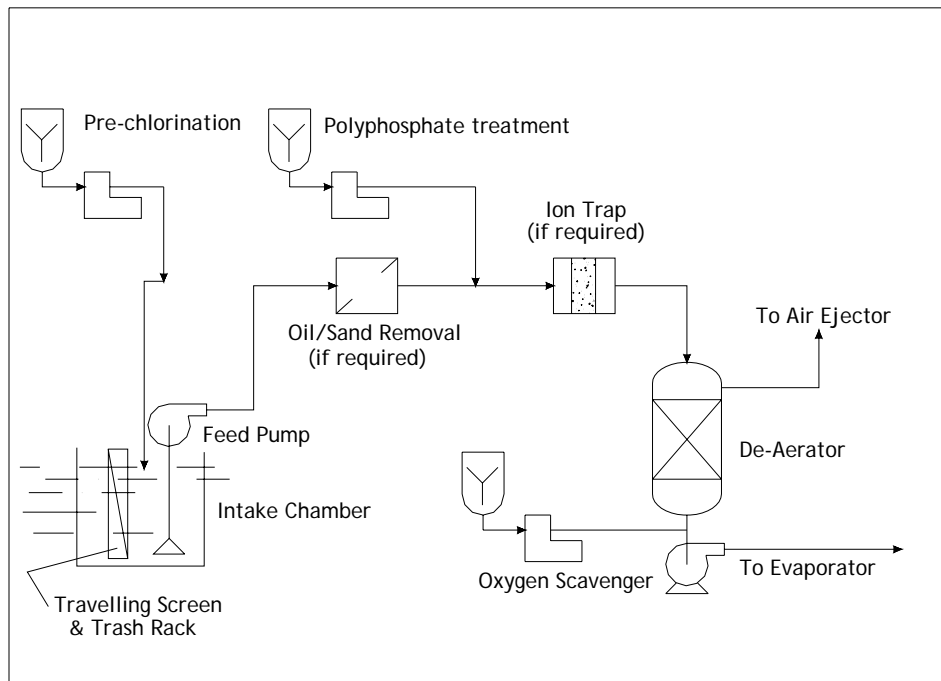 Pre-chlorination
Polyphosphate treatment
Ion Trap
(if required)
To Air Ejector
Oil/Sand Removal
(if required)
Feed Pump
De-Aerator
Intake Chamber
Oxygen Scavenger
To Evaporator
Travelling Screen
& Trash Rack